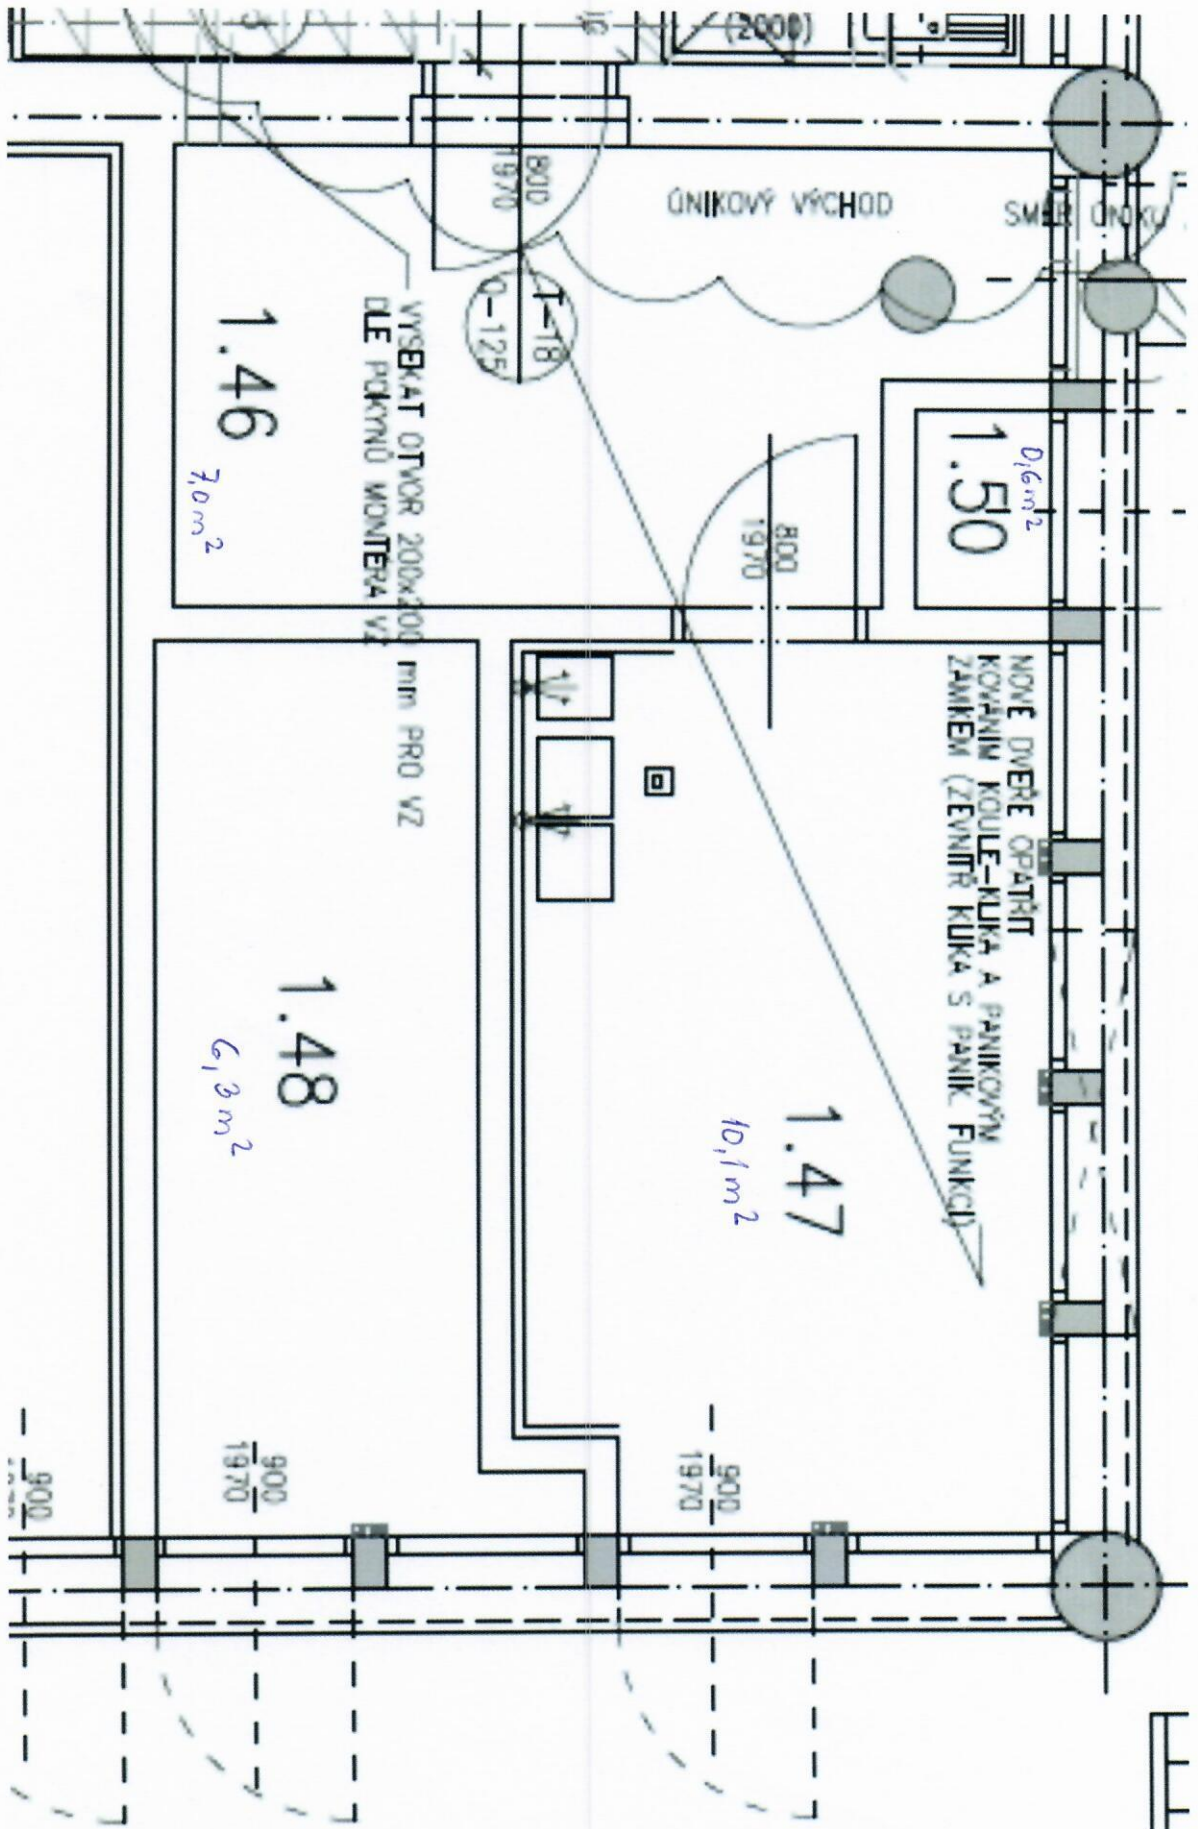 (2000)
800
1970
ÚNIKOVÝ VÝCHOD
SMĚR ÚNIKU
T-18
O-125
1.46
7,0 m²
VYSEKAT OTVOR 200x200 mm PRO VZ
DLE POKYNŮ MONTÉRA VZ
1.50
0,6 m²
800
1970
NOVÉ DVEŘE OPATŘIT
KOVÁNÍM KOULE-KLIKA A PANIKOVÝM
ZÁMKEM (ZEVNITŘ KLIKA S PANIK. FUNKCÍ)
1.48
6,3 m²
1.47
10,1 m²
900
1970
900
1970
900